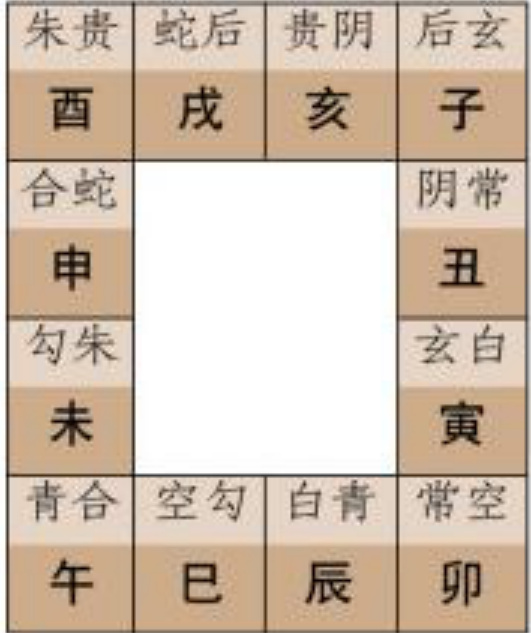 朱贵 蛇后 贵阴 后玄
酉 戌 亥 子
合蛇 阴常
申 丑
勾朱 玄白
未 寅
青合 空勾 白青 常空
午 巳 辰 卯